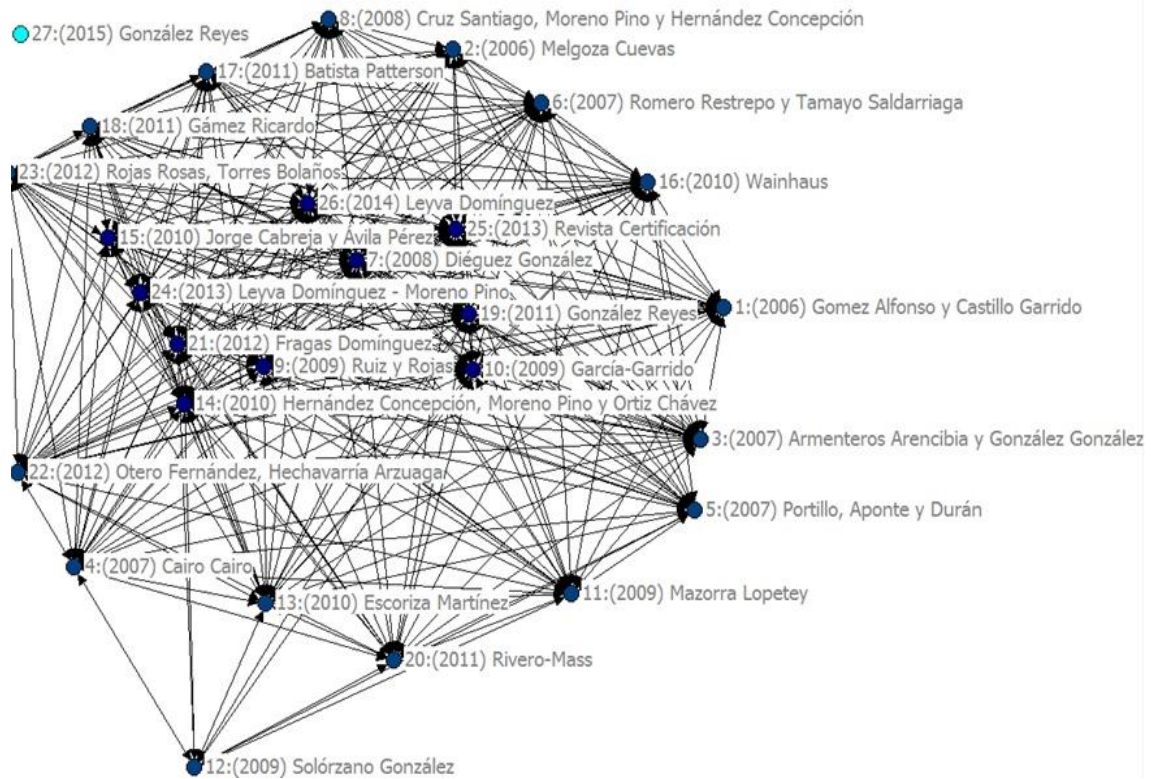 8:(2008) Cruz Santiago, Moreno Pino y Hernández Concepción
27:(2015) González Reyes
2:(2006) Melgoza Cuevas
17:(2011) Batista Patterson
6:(2007) Romero Restrepo y Tamayo Saldarriaga
18:(2011) Gámez Ricardo
23:(2012) Rojas Rosas, Torres Bolaños
16:(2010) Wainhaus
26:(2014) Leyva Domínguez
25:(2013) Revista Certificación
15:(2010) Jorge Cabreja y Ávila Pérez
7:(2008) Diéguez González
24:(2013) Leyva Domínguez - Moreno Pino
1:(2006) Gomez Alfonso y Castillo Garrido
19:(2011) González Reyes
21:(2012) Fragas Domínguez
9:(2009) Ruiz y Rojas
10:(2009) García-Garrido
14:(2010) Hernández Concepción, Moreno Pino y Ortiz Chávez
3:(2007) Armenteros Arencibia y González González
22:(2012) Otero Fernández, Hechavarría Arzuaga
5:(2007) Portillo, Aponte y Durán
4:(2007) Cairo Cairo
11:(2009) Mazorra Lopetey
13:(2010) Escoriza Martínez
20:(2011) Rivero-Mass
12:(2009) Solórzano González